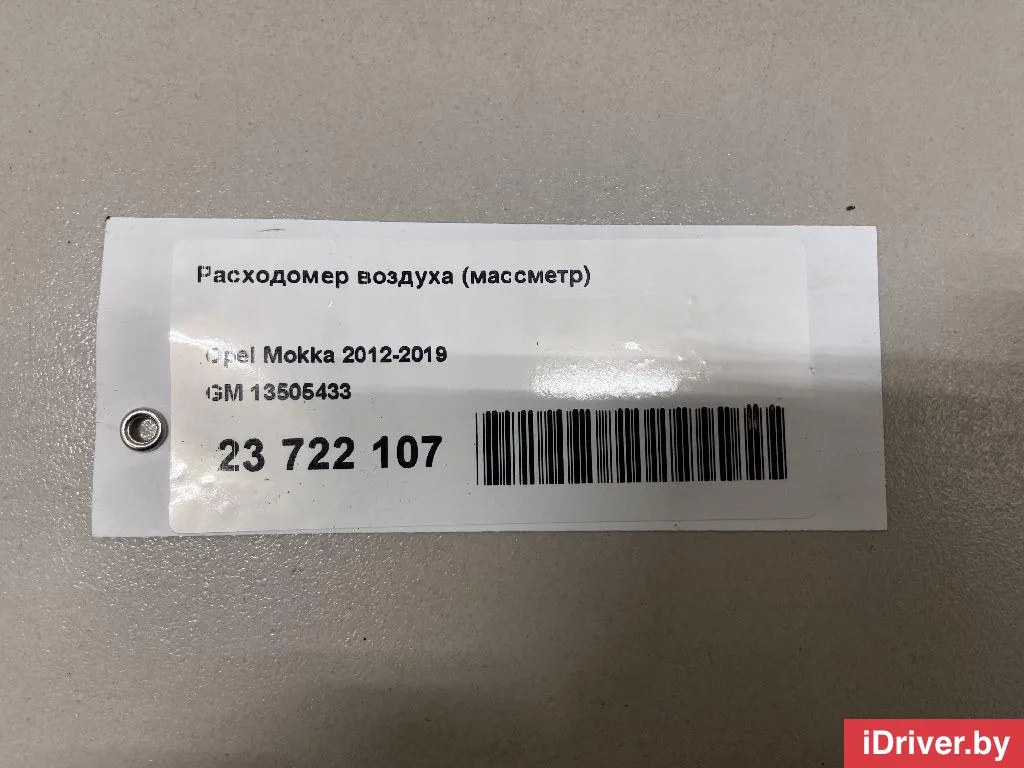 Расходомер воздуха (массметр)
Opel Mokka 2012-2019
GM 13505433
23 722 107
iDriver.by